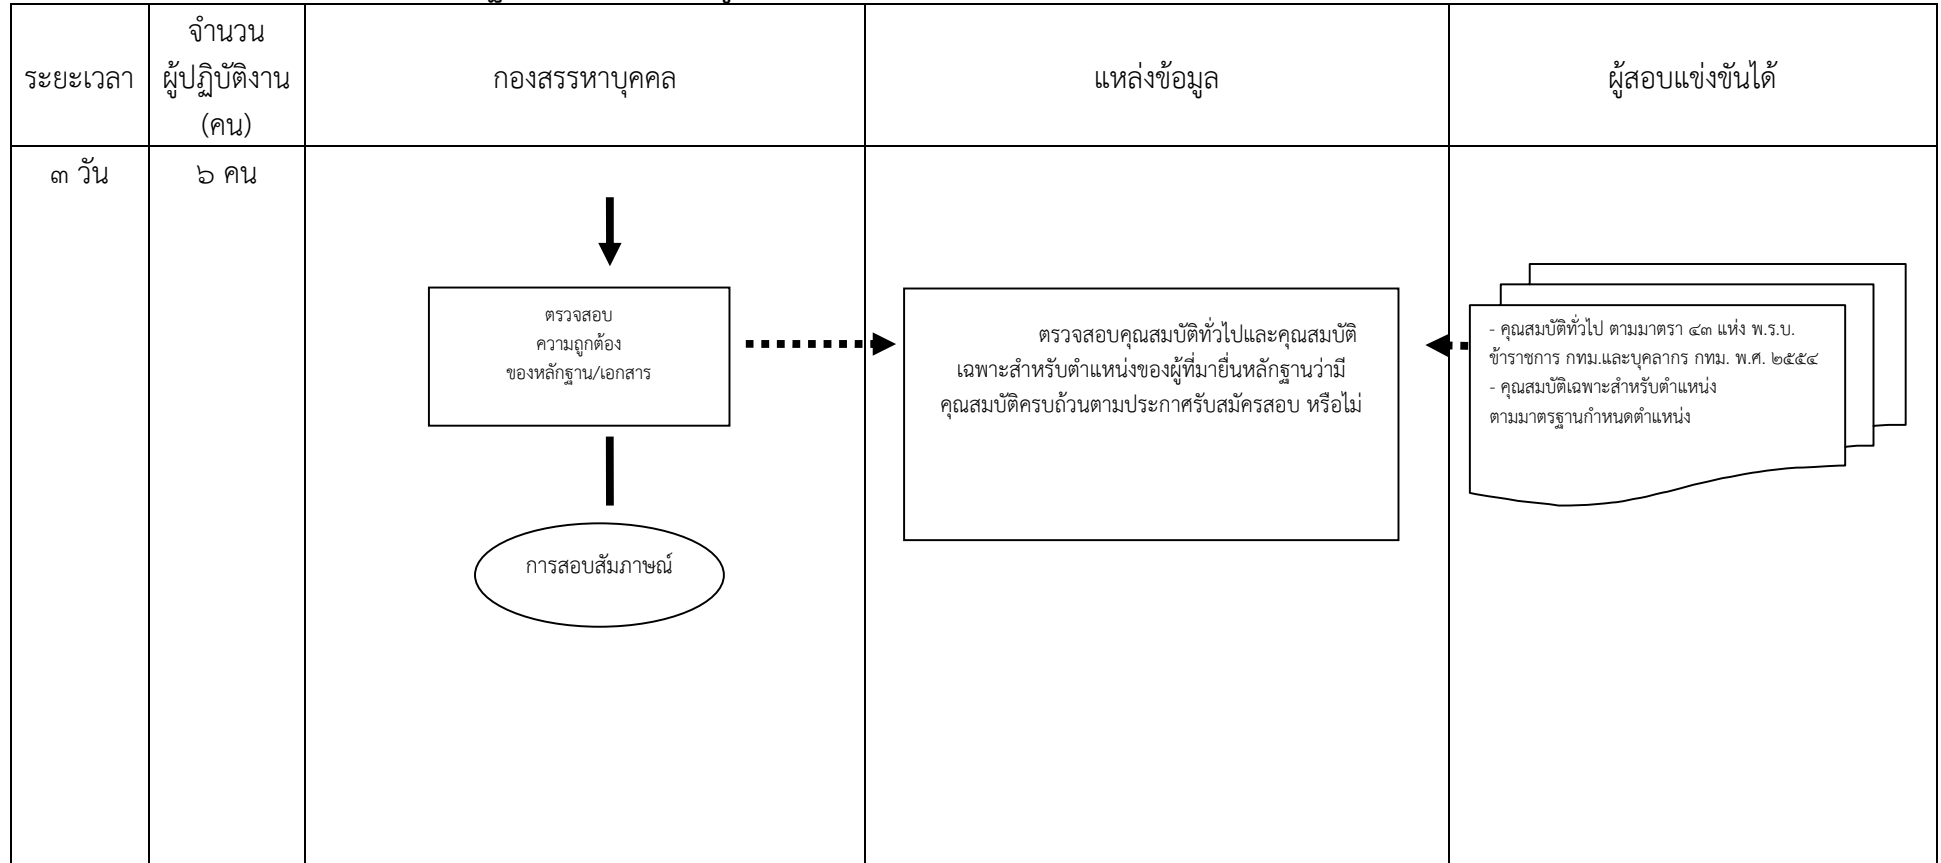 ระยะเวลา
จำนวน
ผู้ปฏิบัติงาน
(คน)
กองสรรหาบุคคล
แหล่งข้อมูล
ผู้สอบแข่งขันได้
๓ วัน
๖ คน
ตรวจสอบ
ความถูกต้อง
ของหลักฐาน/เอกสาร
การสอบสัมภาษณ์
ตรวจสอบคุณสมบัติทั่วไปและคุณสมบัติ
เฉพาะสำหรับตำแหน่งของผู้ที่มายื่นหลักฐานว่ามี
คุณสมบัติครบถ้วนตามประกาศรับสมัครสอบ หรือไม่
- คุณสมบัติทั่วไป ตามมาตรา ๔๓ แห่ง พ.ร.บ.
ข้าราชการ กทม.และบุคลากร กทม. พ.ศ. ๒๕๕๔
- คุณสมบัติเฉพาะสำหรับตำแหน่ง
ตามมาตรฐานกำหนดตำแหน่ง